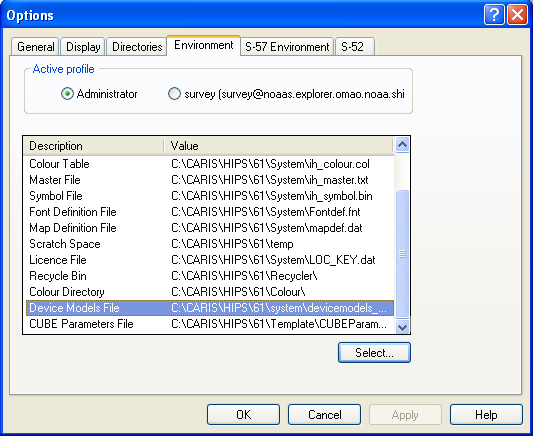 Options
General Display Directories Environment S-57 Environment S-52
Active profile
Administrator survey (survey@noaas.explorer.omao.noaa.shi
Description Value
Colour Table C:\CARIS\HIPS\61\System\ih_colour.col
Master File C:\CARIS\HIPS\61\System\ih_master.txt
Symbol File C:\CARIS\HIPS\61\System\ih_symbol.bin
Font Definition File C:\CARIS\HIPS\61\System\Fontdef.fnt
Map Definition File C:\CARIS\HIPS\61\System\mapdef.dat
Scratch Space C:\CARIS\HIPS\61\temp
Licence File C:\CARIS\HIPS\61\System\LOC_KEY.dat
Recycle Bin C:\CARIS\HIPS\61\Recycler\
Colour Directory C:\CARIS\HIPS\61\Colour\
Device Models File C:\CARIS\HIPS\61\system\devicemodels_...
CUBE Parameters File C:\CARIS\HIPS\61\Template\CUBEParam...
Select...
OK Cancel Apply Help